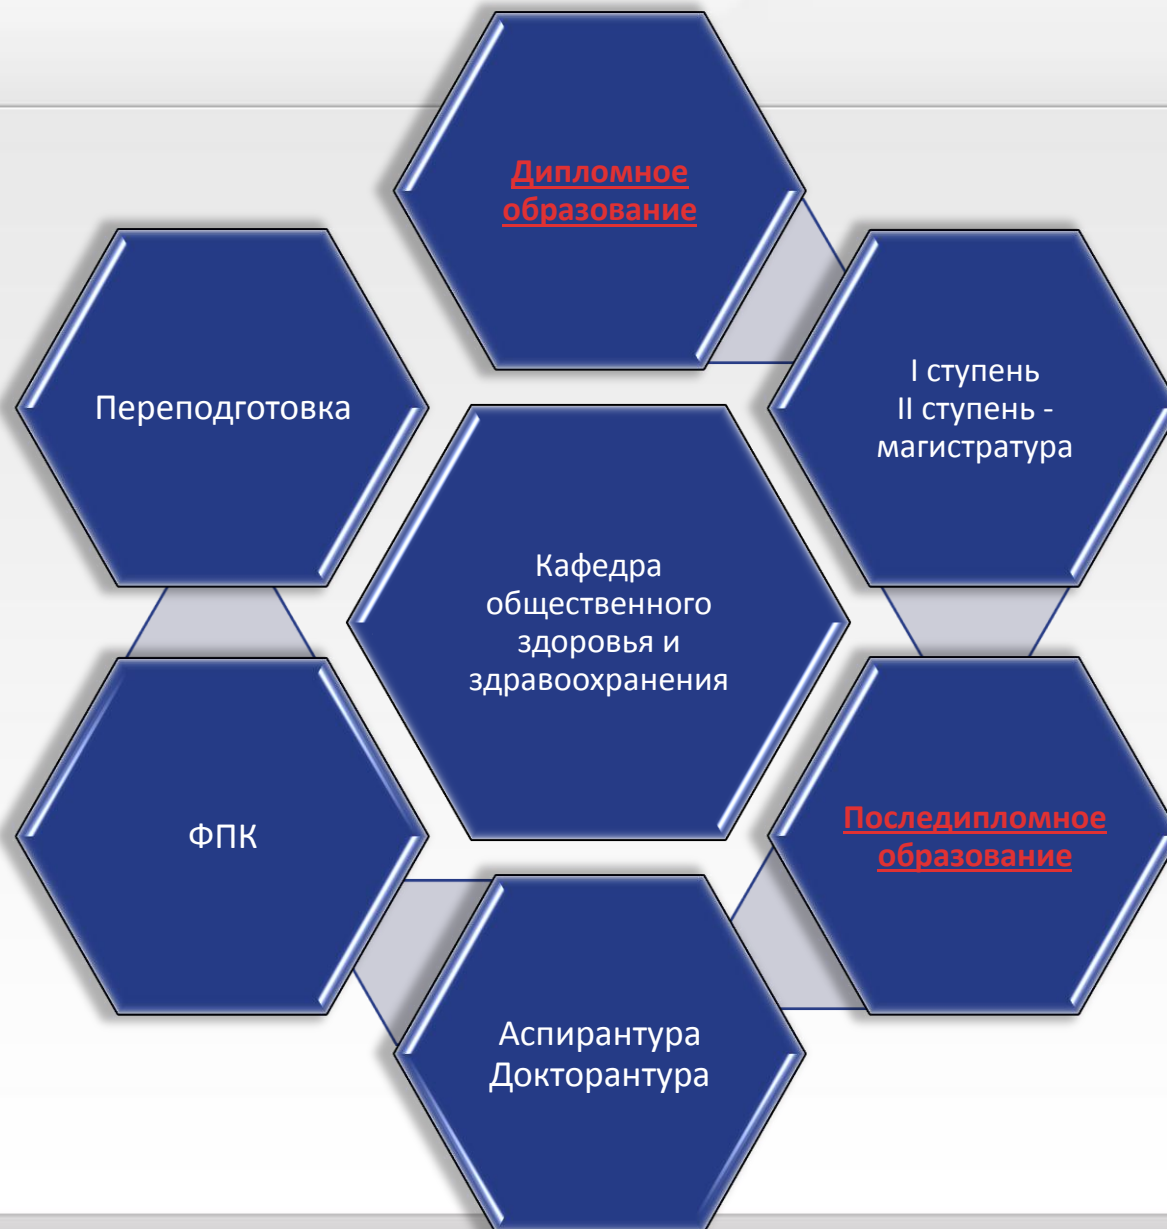 Дипломное
образование
I ступень
II ступень -
магистратура
Переподготовка
Кафедра
общественного
здоровья и
здравоохранения
Последипломное
образование
ФПК
Аспирантура
Докторантура